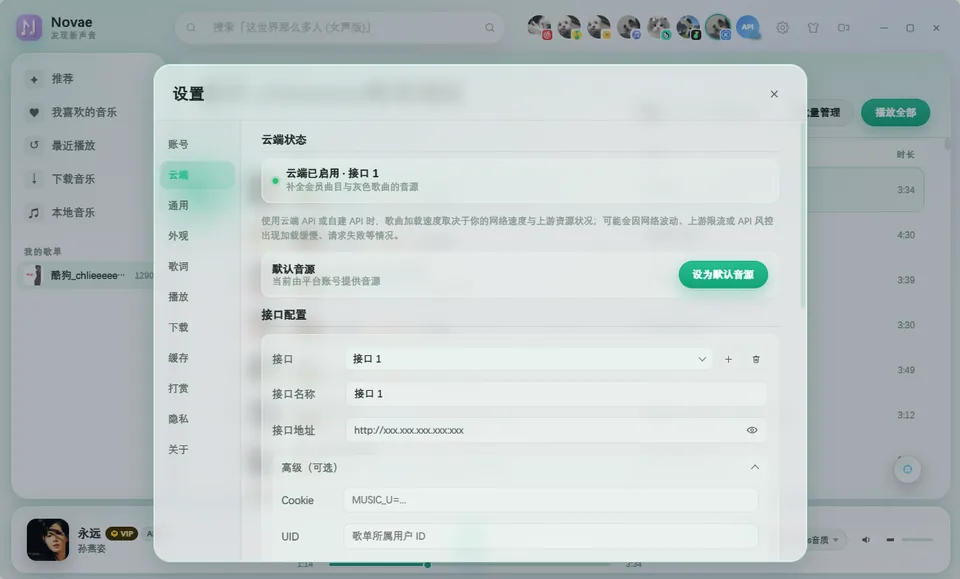 Novae
发现新声音
搜索「这世界那么多人 (女声版)」
API
推荐
我喜欢的音乐
最近播放
下载音乐
本地音乐
我的歌单
酷狗_chlieeeee… 1290
设置
账号
云端
通用
外观
歌词
播放
下载
缓存
打赏
隐私
关于
云端状态
云端已启用 · 接口 1
补全会员曲目与灰色歌曲的音源
使用云端 API 或自建 API 时，歌曲加载速度取决于你的网络速度与上游资源状况；可能会因网络波动、上游限流或 API 风控
出现加载缓慢、请求失败等情况。
默认音源
当前由平台账号提供音源
设为默认音源
接口配置
接口
接口 1
接口名称
接口 1
接口地址
http://xxx.xxx.xxx.xxx:xxx
高级（可选）
Cookie
MUSIC_U=...
UID
歌单所属用户 ID
量管理
播放全部
时长
3:34
4:30
3:39
3:30
3:49
3:12
永远 VIP
孙燕姿
1:14
3:34
音质